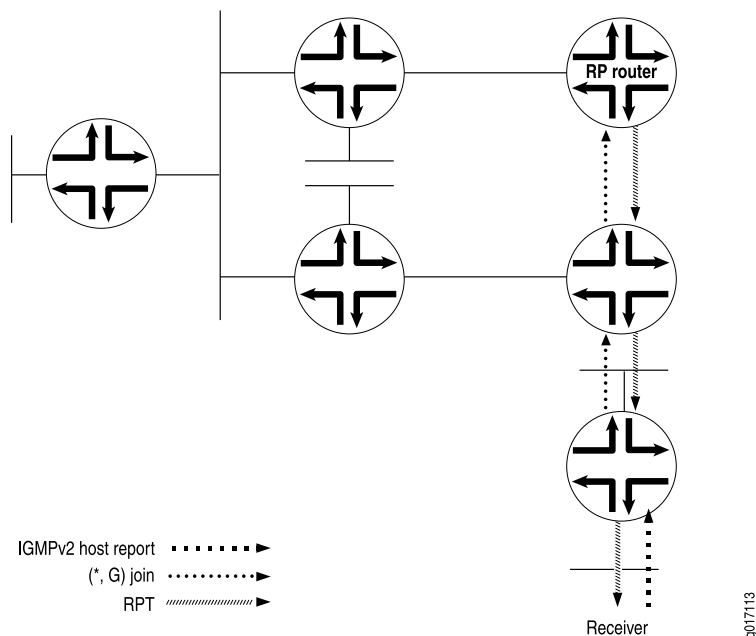 RP router
IGMPv2 host report
(*, G) join
RPT
Receiver
g017113